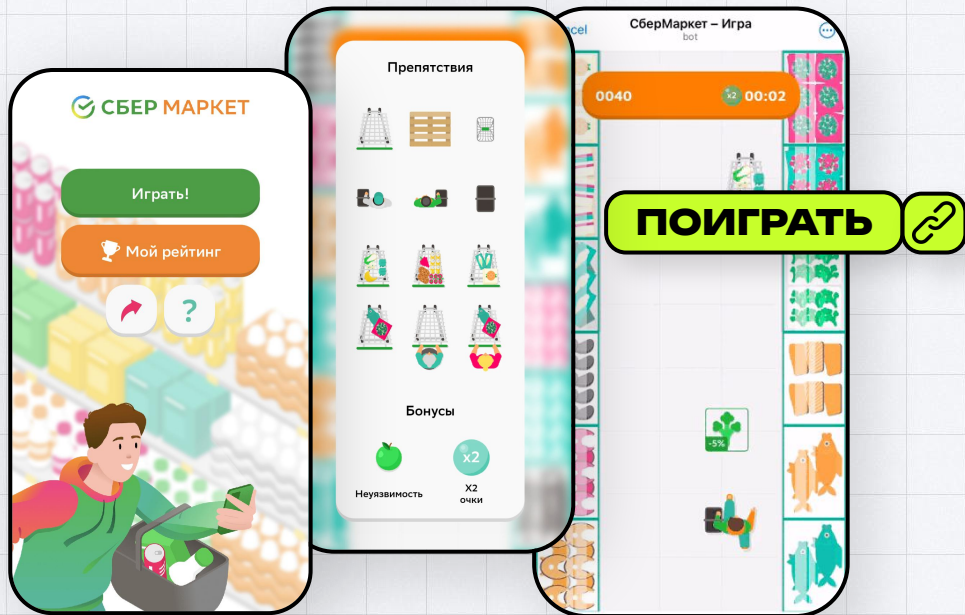 СБЕР МАРКЕТ
Играть!
Мой рейтинг
?
Препятствия
Бонусы
x2
Неуязвимость
X2
очки
СберМаркет – Игра
bot
0040
x2
00:02
ПОИГРАТЬ
-5%